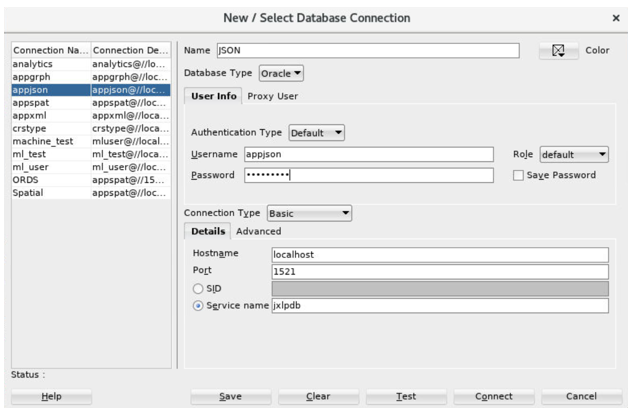 New / Select Database Connection
×
Connection Na... Connection De...
analytics analytics@//lo...
appgrph appgrph@//loc...
appjson appjson@//loc...
appspat appspat@//loc...
appxml appxml@//loca...
crstype crstype@//loca...
machine_test mluser@//local...
ml_test ml_test@//loca...
ml_user ml_user@//loc...
ORDS appspat@//15...
Spatial appspat@//loc...
Name JSON Color
Database Type Oracle
User Info Proxy User
Authentication Type Default
Username appjson Role default
Password ••••••••• Save Password
Connection Type Basic
Details Advanced
Hostname localhost
Port 1521
SID
Service name jxlpdb
Status :
Help Save Clear Test Connect Cancel